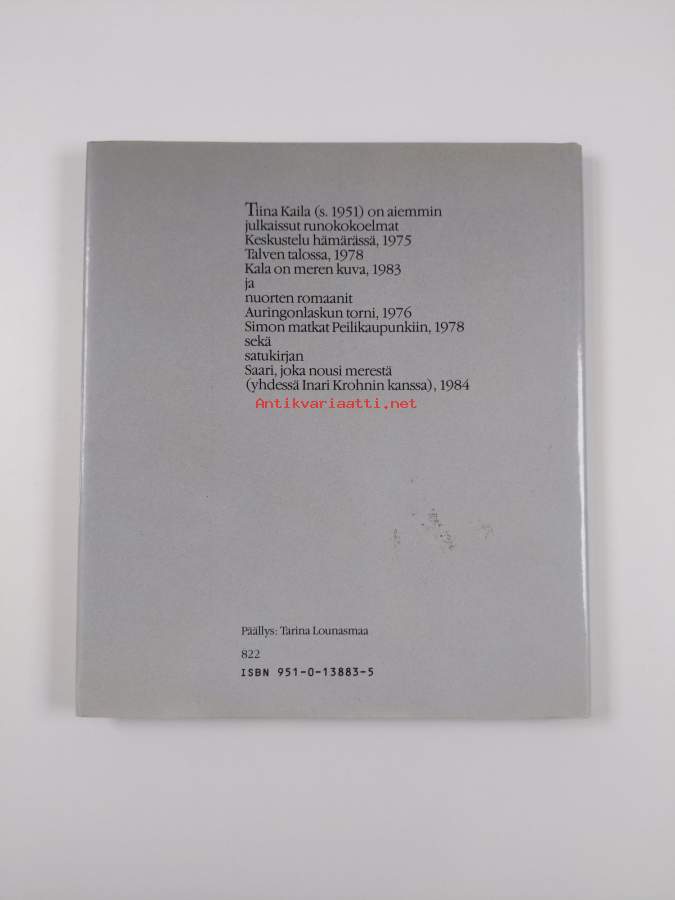 Tiina Kaila (s. 1951) on aiemmin
julkaissut runokokoelmat
Keskustelu hämärässä, 1975
Talven talossa, 1978
Kala on meren kuva, 1983
ja
nuorten romaanit
Auringonlaskun torni, 1976
Simon matkat Peilikaupunkiin, 1978
sekä
satukirjan
Saari, joka nousi merestä
(yhdessä Inari Krohnin kanssa), 1984
Antikvariaatti.net
Päällys: Tarina Lounasmaa
822
ISBN 951-0-13883-5